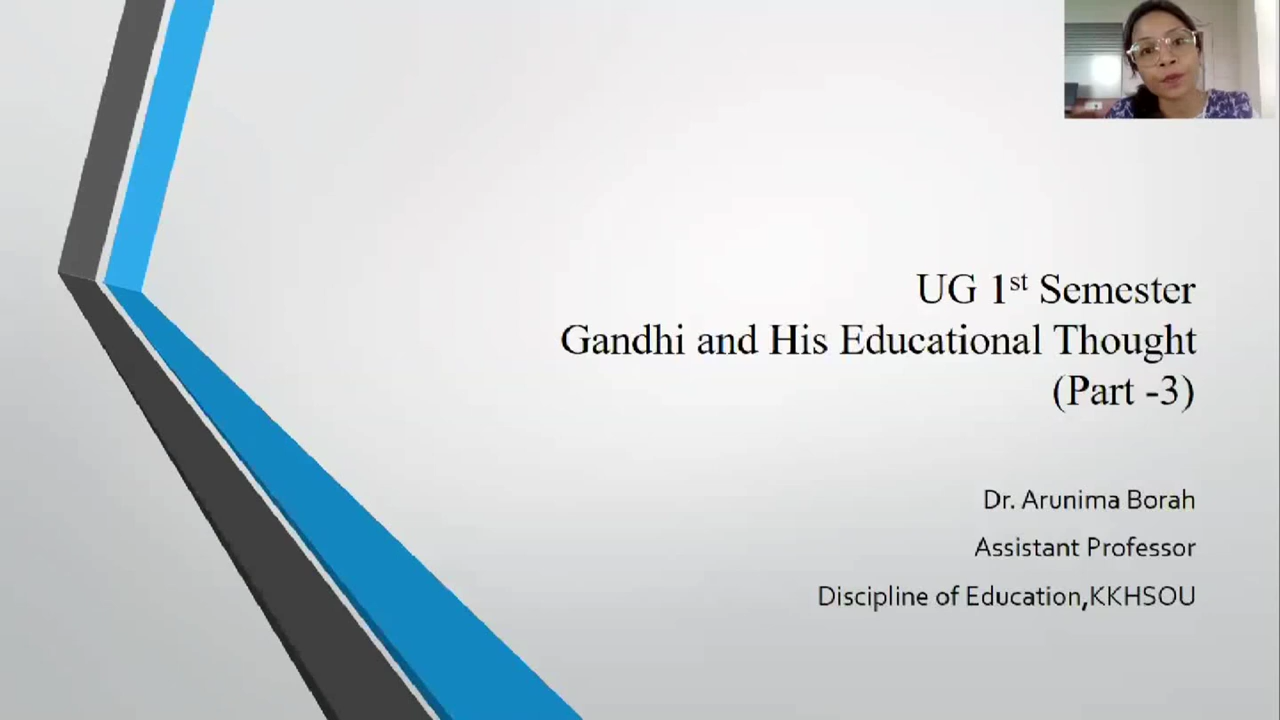 UG 1st Semester
Gandhi and His Educational Thought
(Part -3)
Dr. Arunima Borah
Assistant Professor
Discipline of Education,KKHSOU